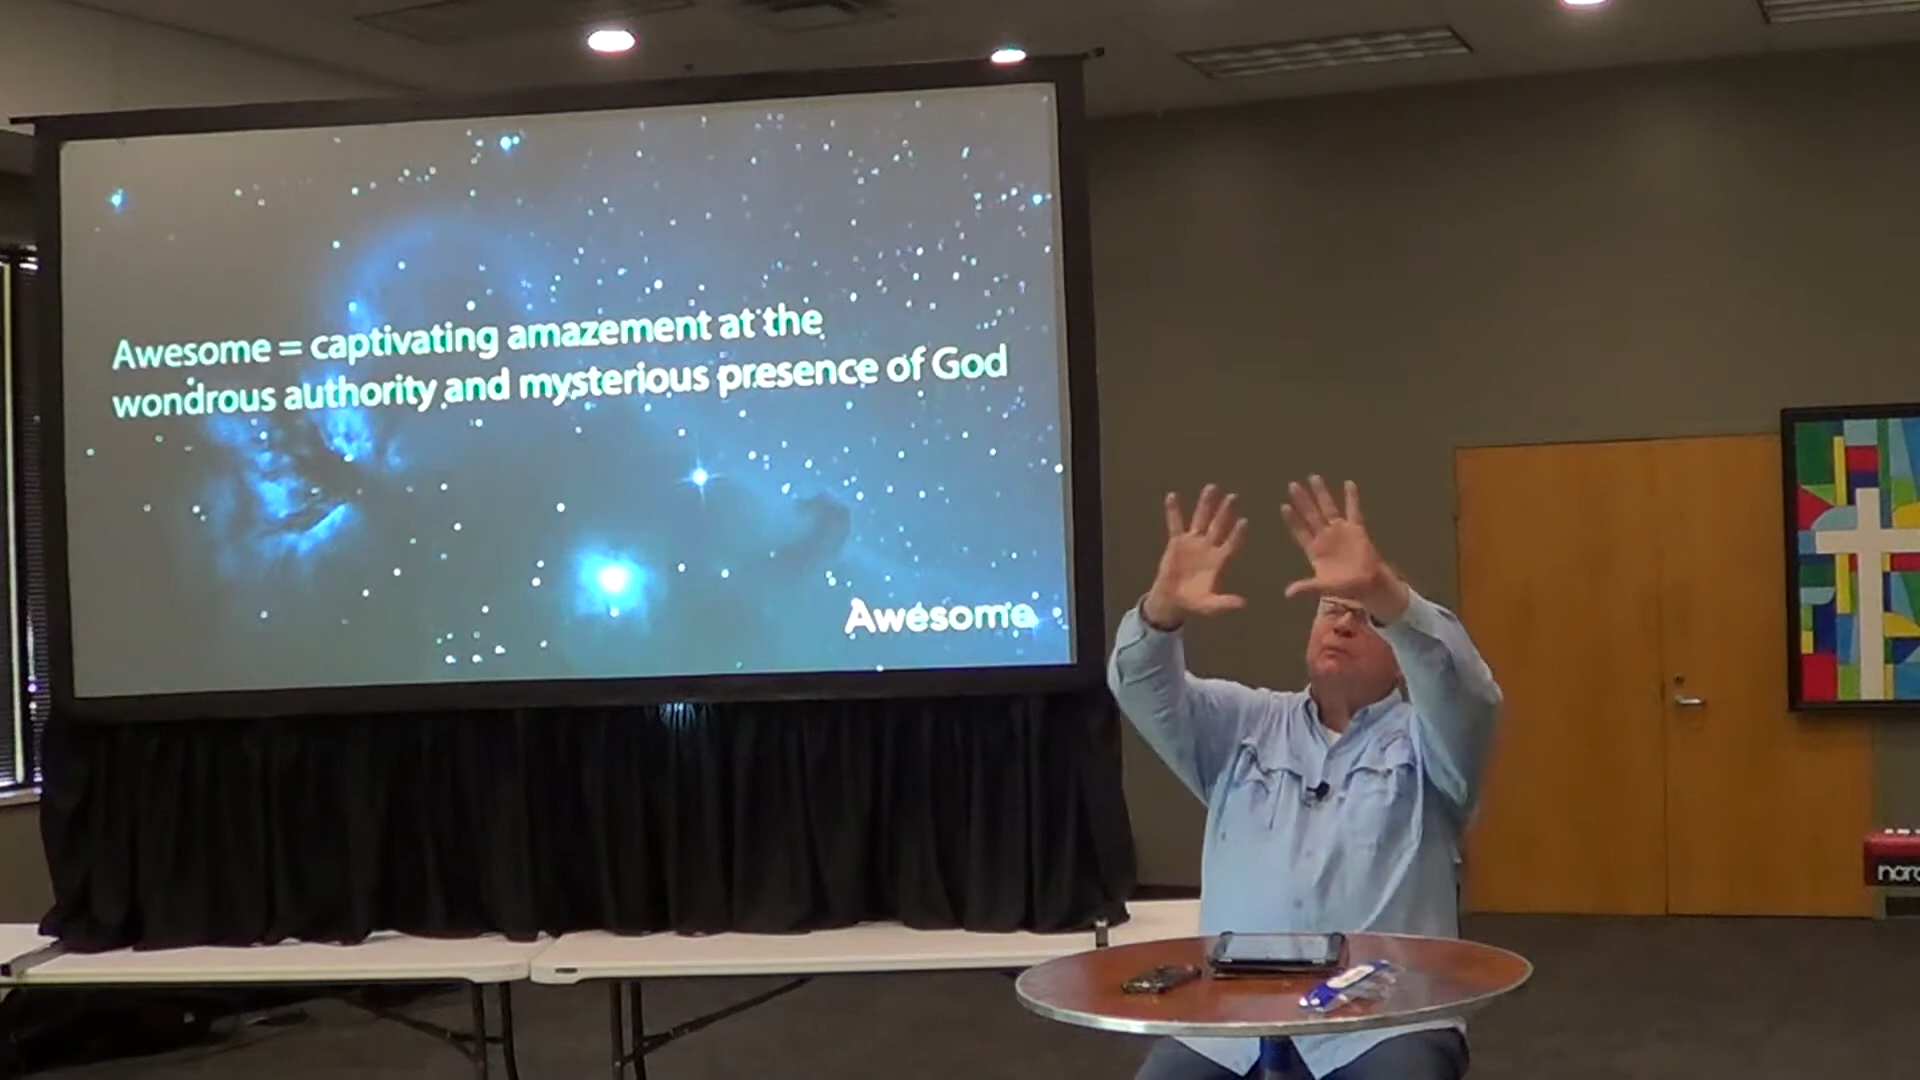 Awesome = captivating amazement at the
wondrous authority and mysterious presence of God
Awesome
nord